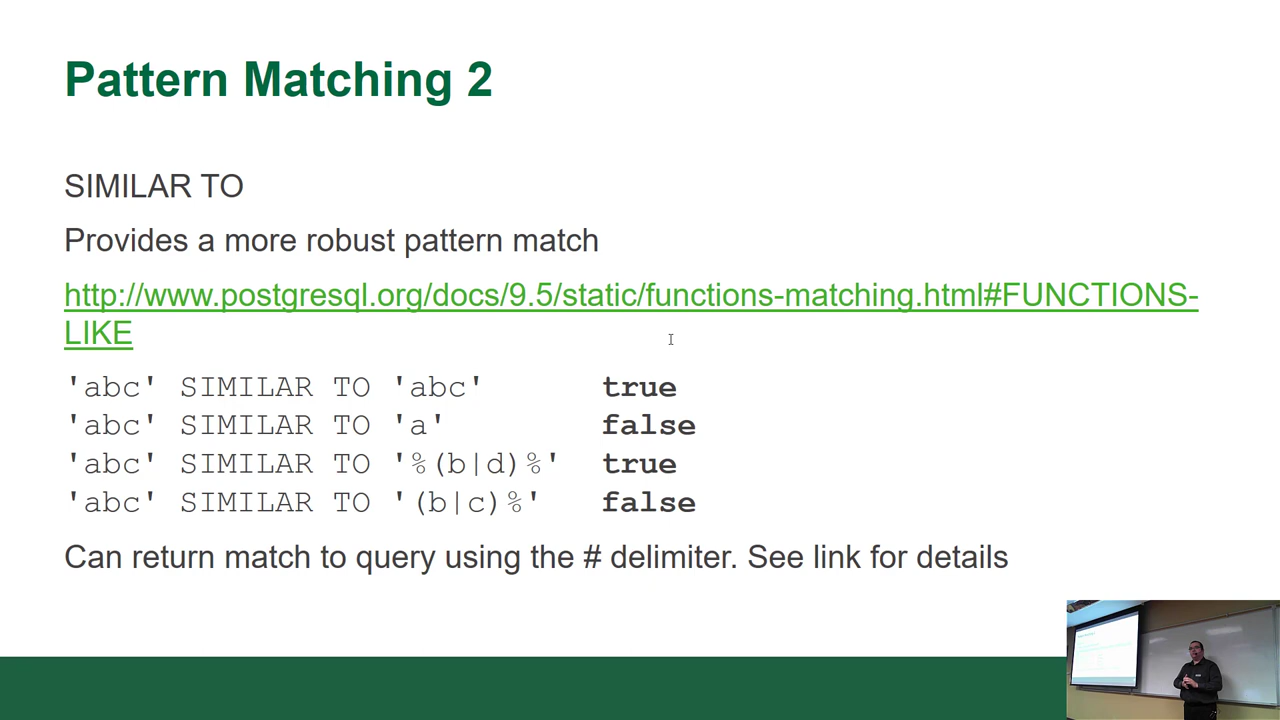 Pattern Matching 2
SIMILAR TO
Provides a more robust pattern match
http://www.postgresql.org/docs/9.5/static/functions-matching.html#FUNCTIONS-
LIKE
'abc' SIMILAR TO 'abc' true
'abc' SIMILAR TO 'a' false
'abc' SIMILAR TO '%(b|d)%' true
'abc' SIMILAR TO '(b|c)%' false
Can return match to query using the # delimiter. See link for details